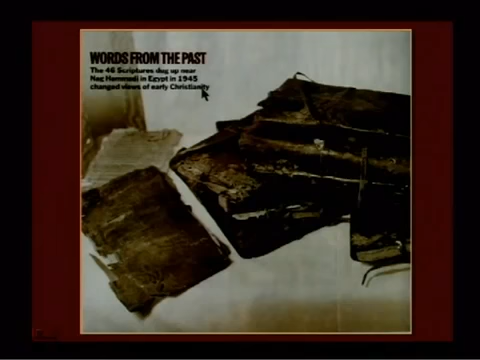 WORDS FROM THE PAST
The 46 Scriptures dug up near
Nag Hammadi in Egypt in 1945
changed views of early Christianity